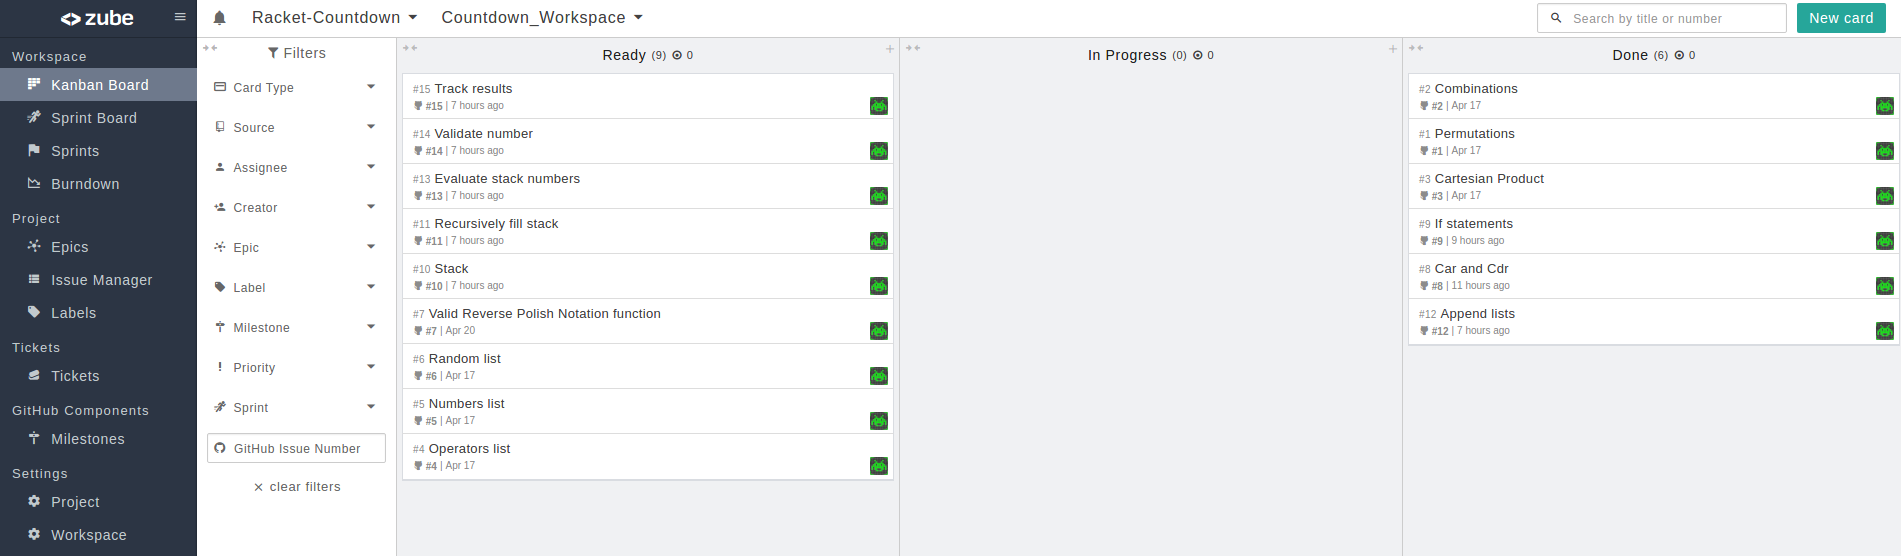 zube
Racket-Countdown
Countdown_Workspace
Search by title or number
New card
Workspace
Kanban Board
Sprint Board
Sprints
Burndown
Project
Epics
Issue Manager
Labels
Tickets
Tickets
GitHub Components
Milestones
Settings
Project
Workspace
Filters
Card Type
Source
Assignee
Creator
Epic
Label
Milestone
Priority
Sprint
GitHub Issue Number
× clear filters
Ready (9) 0
#15 Track results
#15 | 7 hours ago
#14 Validate number
#14 | 7 hours ago
#13 Evaluate stack numbers
#13 | 7 hours ago
#11 Recursively fill stack
#11 | 7 hours ago
#10 Stack
#10 | 7 hours ago
#7 Valid Reverse Polish Notation function
#7 | Apr 20
#6 Random list
#6 | Apr 17
#5 Numbers list
#5 | Apr 17
#4 Operators list
#4 | Apr 17
In Progress (0) 0
Done (6) 0
#2 Combinations
#2 | Apr 17
#1 Permutations
#1 | Apr 17
#3 Cartesian Product
#3 | Apr 17
#9 If statements
#9 | 9 hours ago
#8 Car and Cdr
#8 | 11 hours ago
#12 Append lists
#12 | 7 hours ago